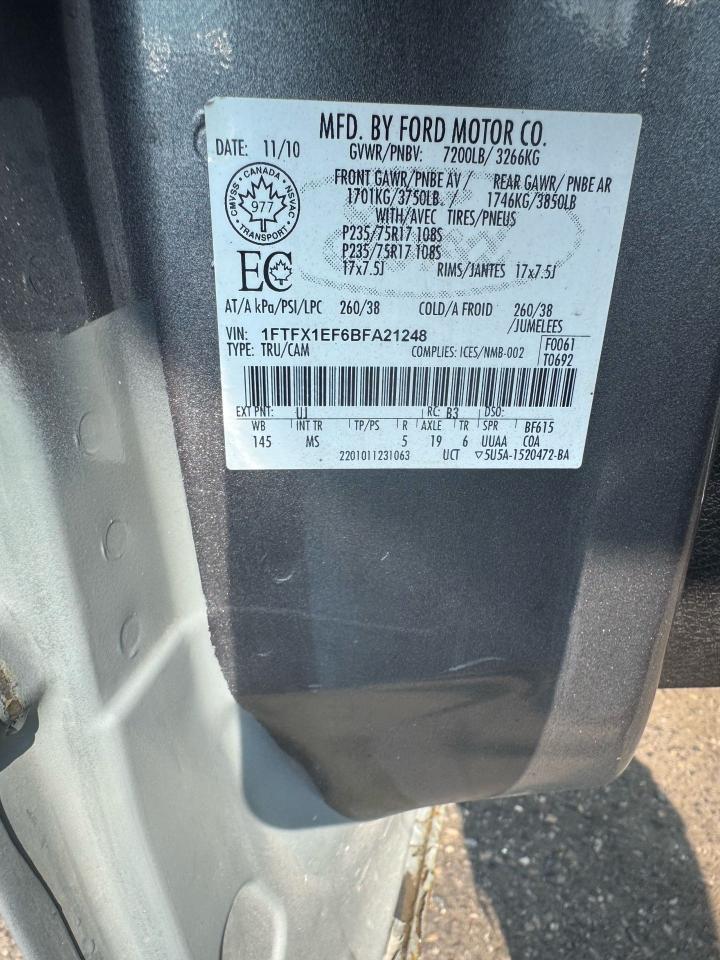 MFD. BY FORD MOTOR CO.
DATE: 11/10 GVWR/PNBV: 7200LB/ 3266KG
FRONT GAWR/PNBE AV / REAR GAWR/ PNBE AR
1701KG/3750LB. / 1746KG/3850LB
WITH/AVEC TIRES/PNEUS
P235/75R17 108S
P235/75R17 108S
17x7.5J RIMS/JANTES 17x7.5J
CMVSS • CANADA • NSVAC
977
TRANSPORT
EC
AT/A kPa/PSI/LPC 260/38 COLD/A FROID 260/38
/JUMELEES
VIN: 1FTFX1EF6BFA21248
TYPE: TRU/CAM COMPLIES: ICES/NMB-002
F0061
T0692
EXT PNT: UJ RC: B3 DSO:
WB INT TR TP/PS R AXLE TR SPR BF615
145 MS 5 19 6 UUAA COA
2201011231063 UCT ▽5U5A-1520472-BA